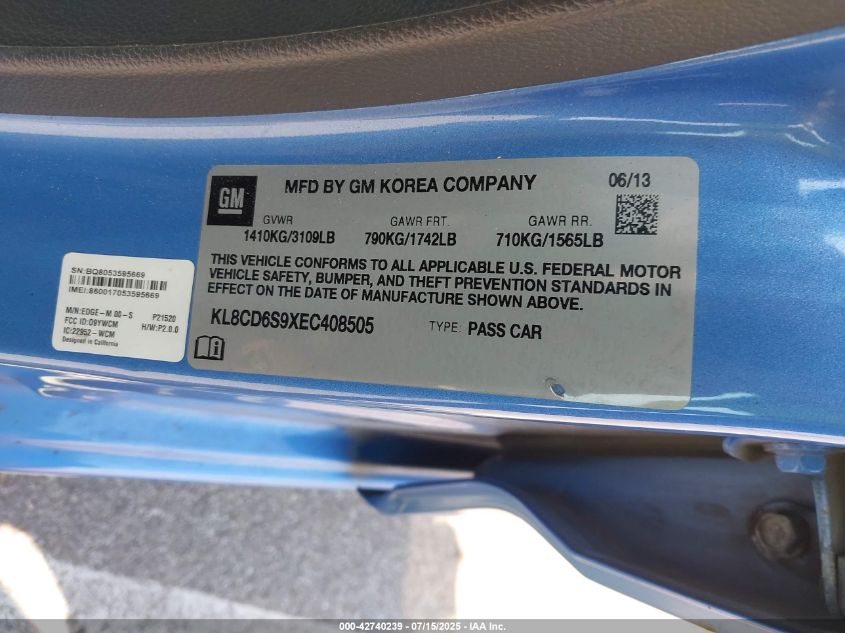 GM
MFD BY GM KOREA COMPANY
06/13
GVWR
GAWR FRT.
GAWR RR.
1410KG/3109LB
790KG/1742LB
710KG/1565LB
THIS VEHICLE CONFORMS TO ALL APPLICABLE U.S. FEDERAL MOTOR
VEHICLE SAFETY, BUMPER, AND THEFT PREVENTION STANDARDS IN
EFFECT ON THE DATE OF MANUFACTURE SHOWN ABOVE.
KL8CD6S9XEC408505
TYPE: PASS CAR
SN:BQ8053595669
IMEI:860017053595669
M/N:EDGE-M 00-S P21520
FCC ID:O9YWCM H/W:P2.0.0
IC:22952-WCM
Designed in California
000-42740239 - 07/15/2025 - IAA Inc.